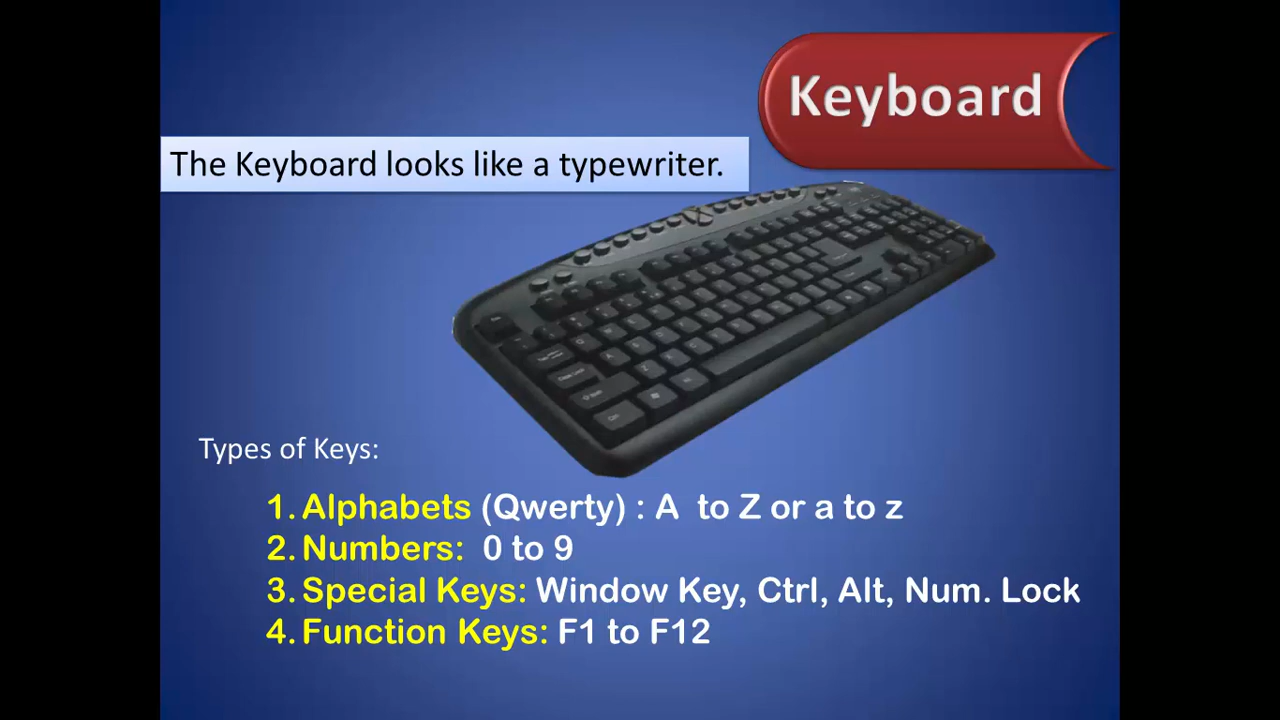 Keyboard
The Keyboard looks like a typewriter.
Types of Keys:
1. Alphabets (Qwerty) : A to Z or a to z
2. Numbers: 0 to 9
3. Special Keys: Window Key, Ctrl, Alt, Num. Lock
4. Function Keys: F1 to F12